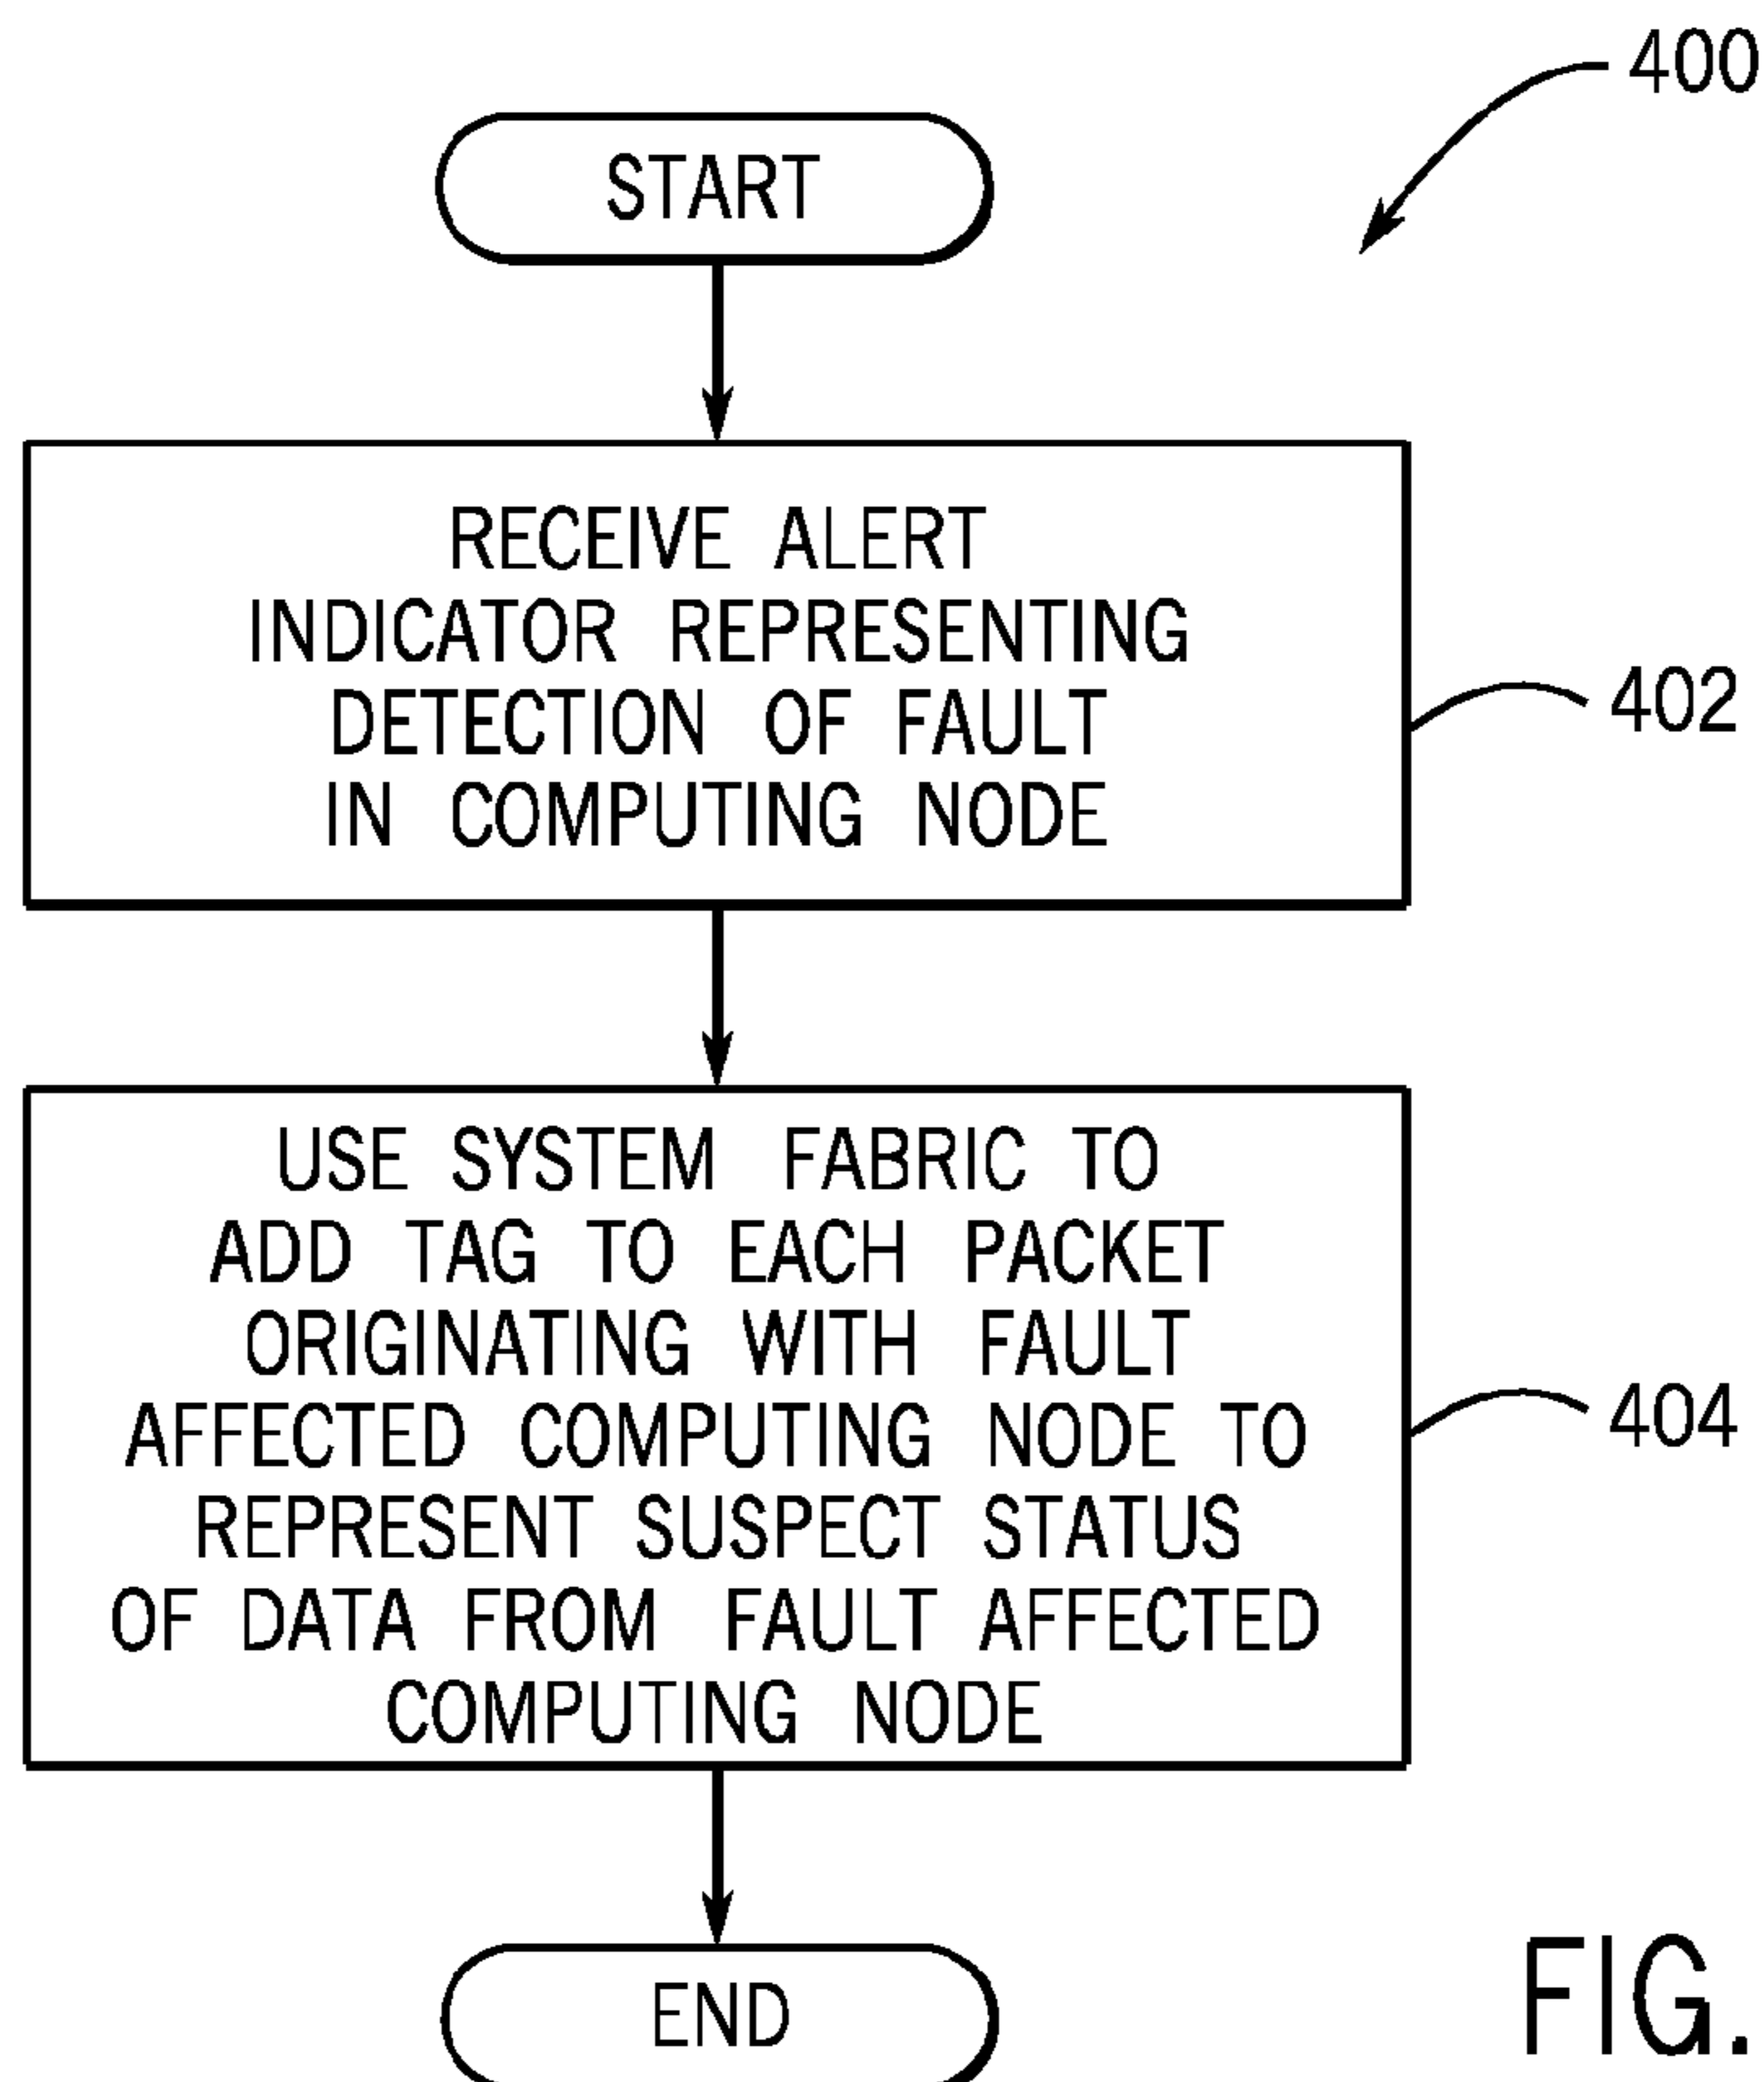 400
START
RECEIVE ALERT
INDICATOR REPRESENTING
DETECTION OF FAULT
IN COMPUTING NODE
402
USE SYSTEM FABRIC TO
ADD TAG TO EACH PACKET
ORIGINATING WITH FAULT
AFFECTED COMPUTING NODE TO
REPRESENT SUSPECT STATUS
OF DATA FROM FAULT AFFECTED
COMPUTING NODE
404
END
FIG.